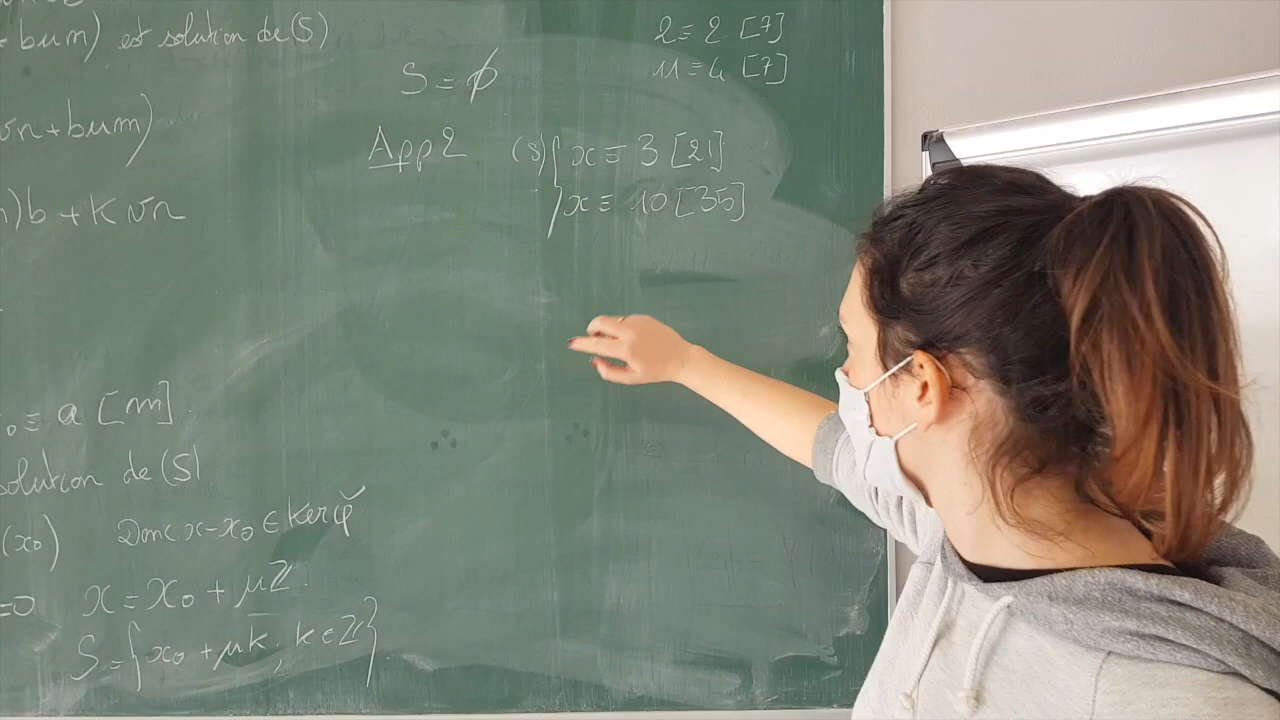 bum) est solution de (S)
vn + bum)
)b + K vn
≡ a [m].
solution de (S)
(x₀) Donc x-x₀ ∈ Ker φ̌
=0 x = x₀ + μℤ.
S = {x₀ + μk, k ∈ ℤ}
2 ≡ 2 [7]
11 ≡ 4 [7]
S = ∅
App 2 (S) { x ≡ 3 [21]
x ≡ 10 [35]